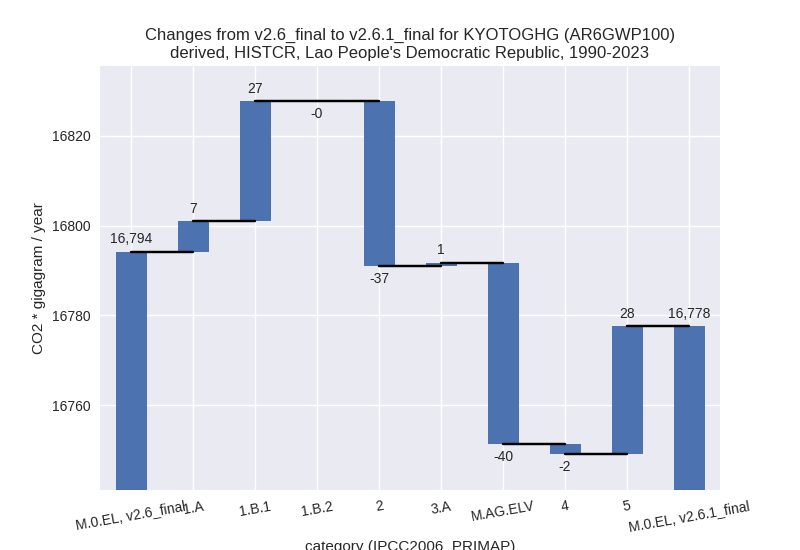 Changes from v2.6_final to v2.6.1_final for KYOTOGHG (AR6GWP100)
derived, HISTCR, Lao People's Democratic Republic, 1990-2023
CO2 * gigagram / year
16820
16800
16780
16760
16,794
7
27
-0
-37
1
-40
-2
28
16,778
M.0.EL, v2.6_final
1.A
1.B.1
1.B.2
2
3.A
M.AG.ELV
4
5
M.0.EL, v2.6.1_final
category (IPCC2006_PRIMAP)